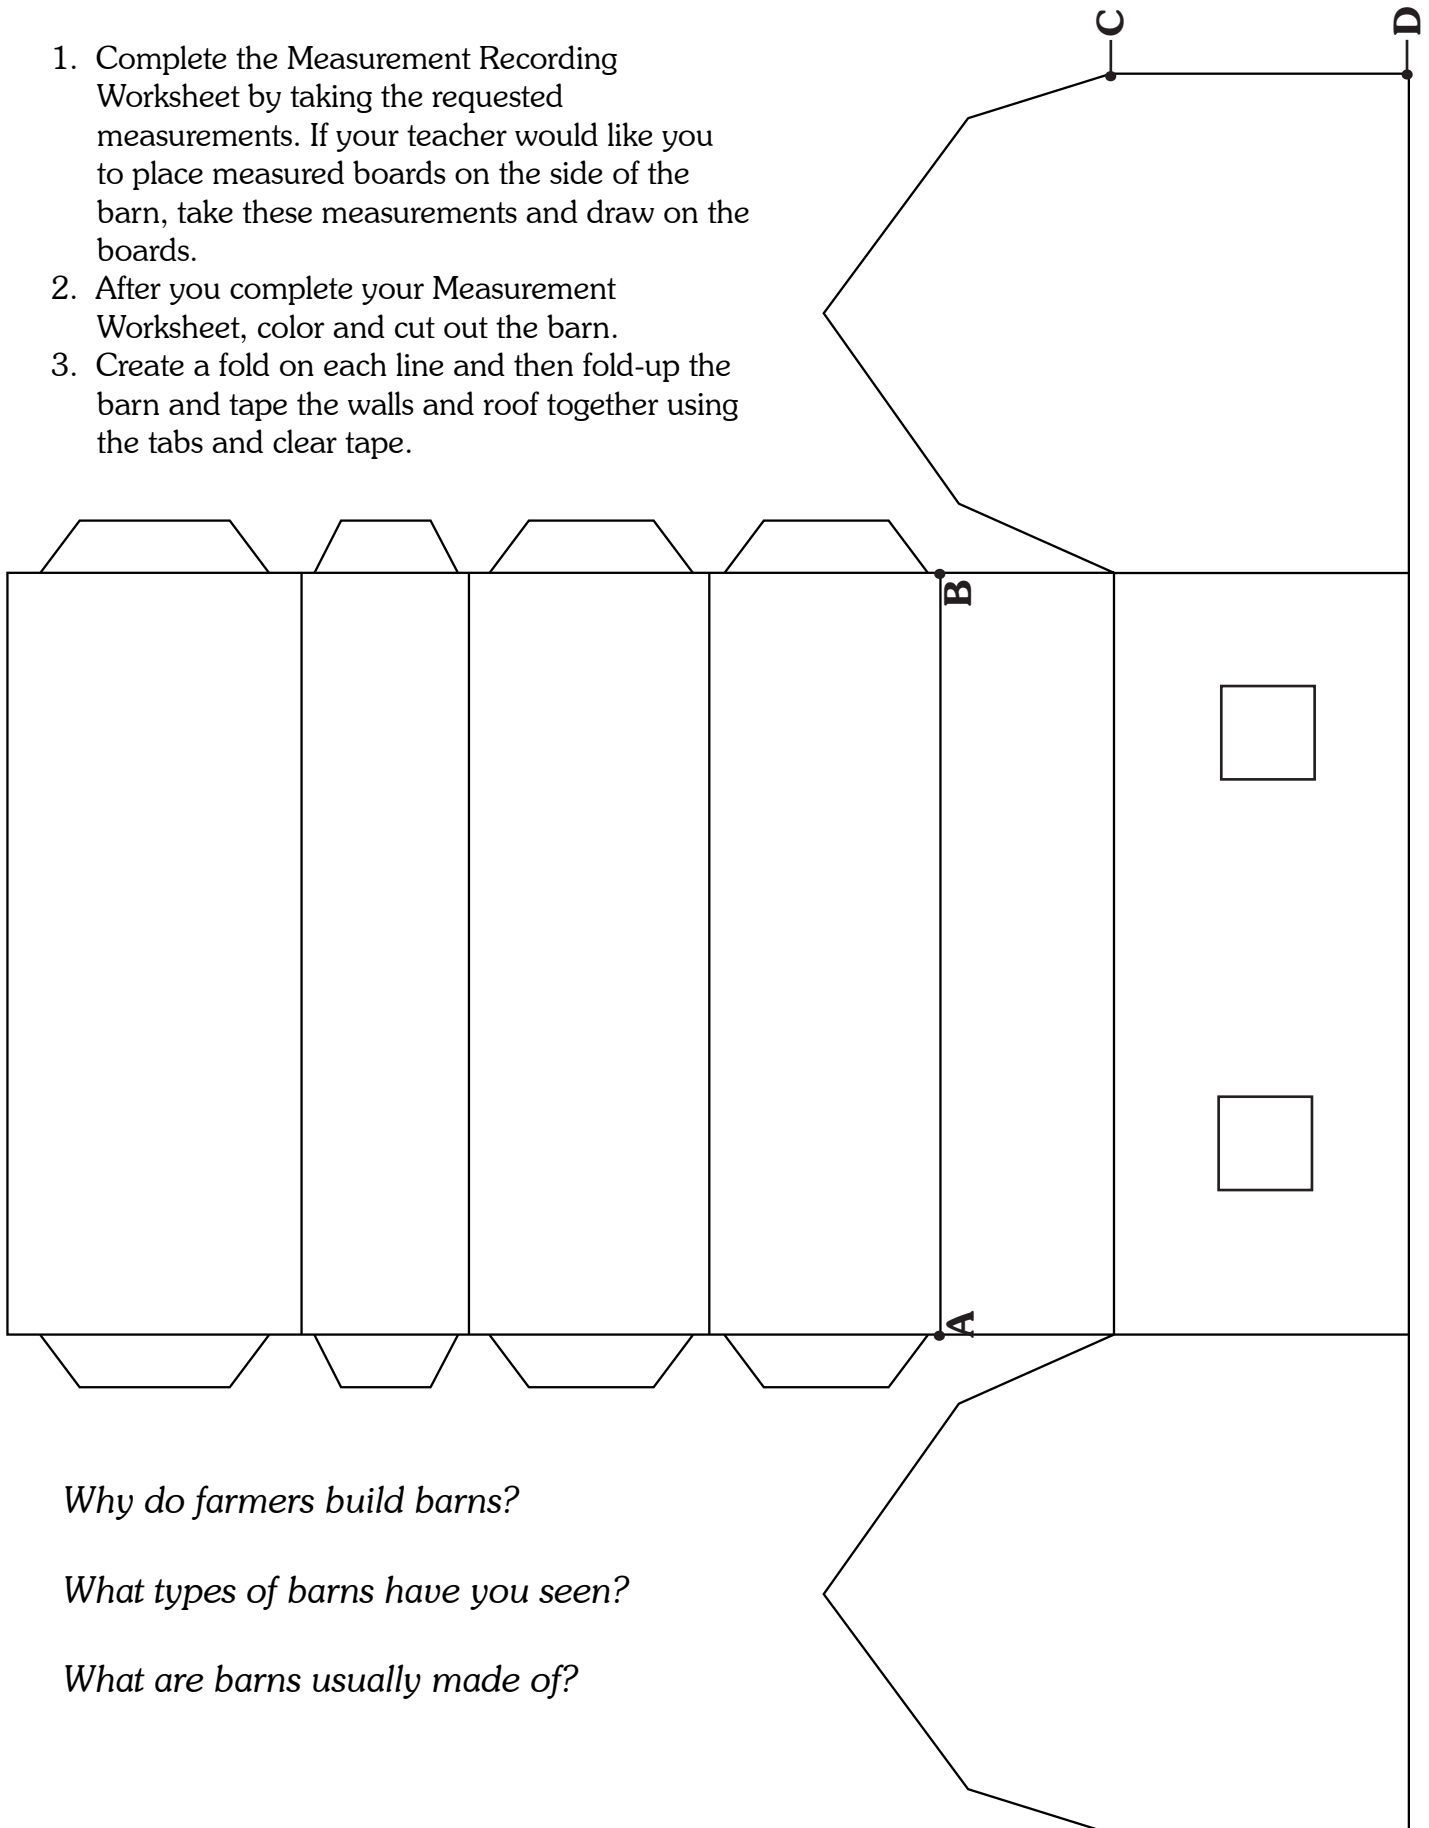 1. Complete the Measurement Recording
Worksheet by taking the requested
measurements. If your teacher would like you
to place measured boards on the side of the
barn, take these measurements and draw on the
boards.
2. After you complete your Measurement
Worksheet, color and cut out the barn.
3. Create a fold on each line and then fold-up the
barn and tape the walls and roof together using
the tabs and clear tape.
C
D
B
A
Why do farmers build barns?
What types of barns have you seen?
What are barns usually made of?